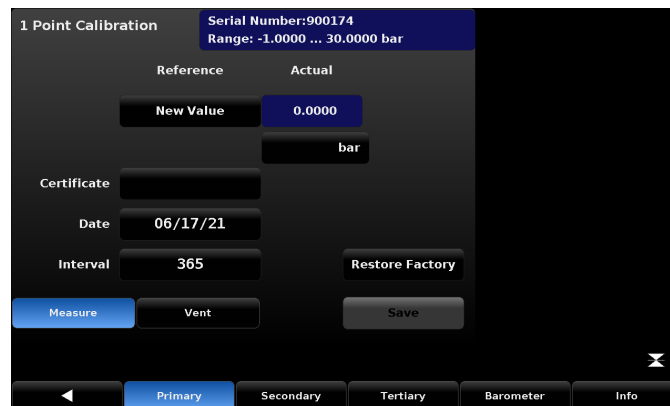 1 Point Calibration
Serial Number:900174
Range: -1.0000 ... 30.0000 bar
Reference
Actual
New Value
0.0000
bar
Certificate
Date
06/17/21
Interval
365
Restore Factory
Measure
Vent
Save
Primary
Secondary
Tertiary
Barometer
Info